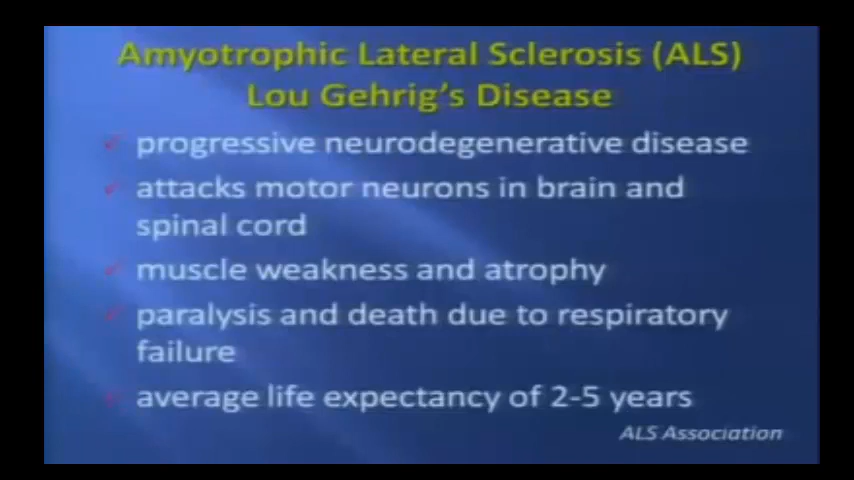 Amyotrophic Lateral Sclerosis (ALS)
Lou Gehrig's Disease
progressive neurodegenerative disease
attacks motor neurons in brain and
spinal cord
muscle weakness and atrophy
paralysis and death due to respiratory
failure
average life expectancy of 2-5 years
ALS Association